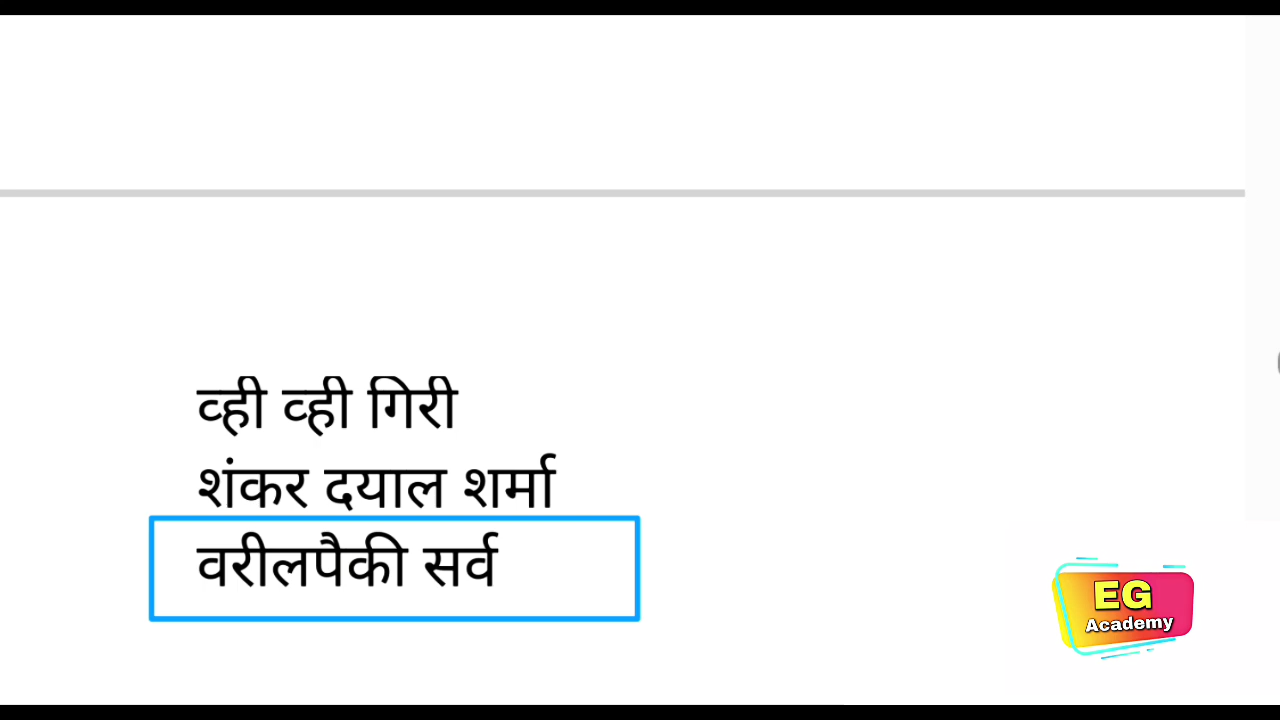 व्ही व्ही गिरी
शंकर दयाल शर्मा
वरीलपैकी सर्व
EG
Academy